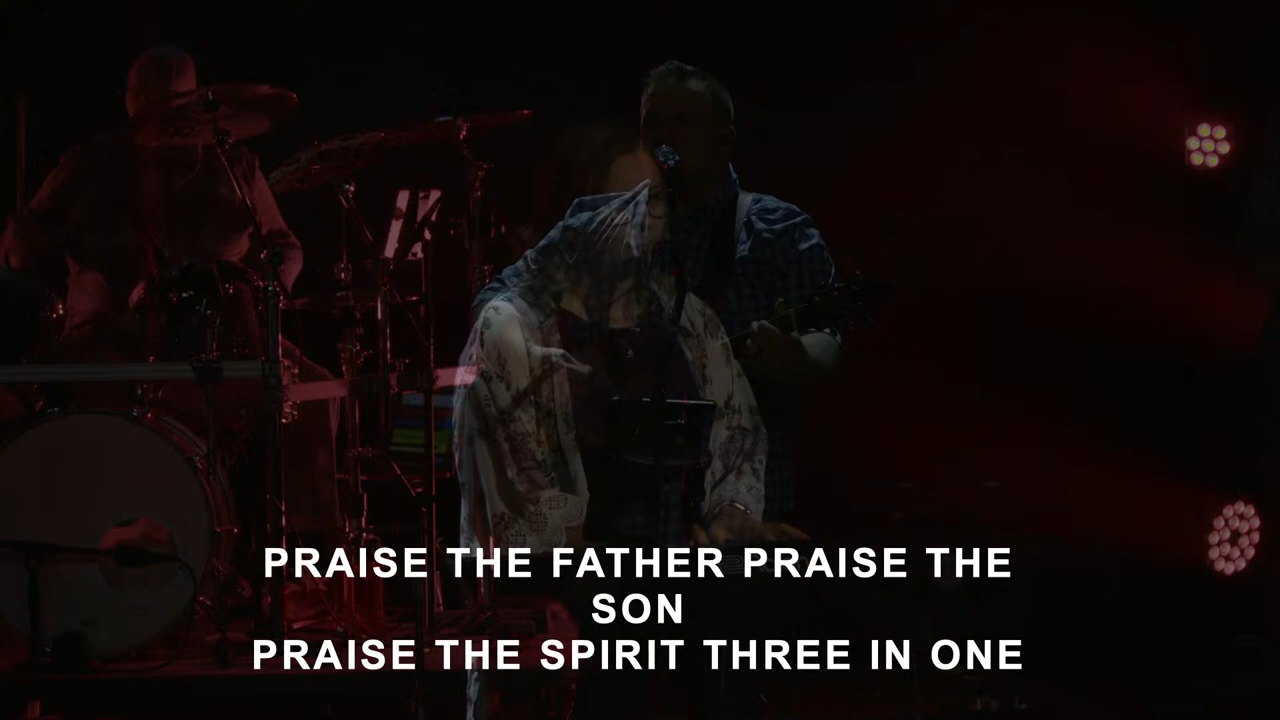 PRAISE THE FATHER PRAISE THE
SON
PRAISE THE SPIRIT THREE IN ONE